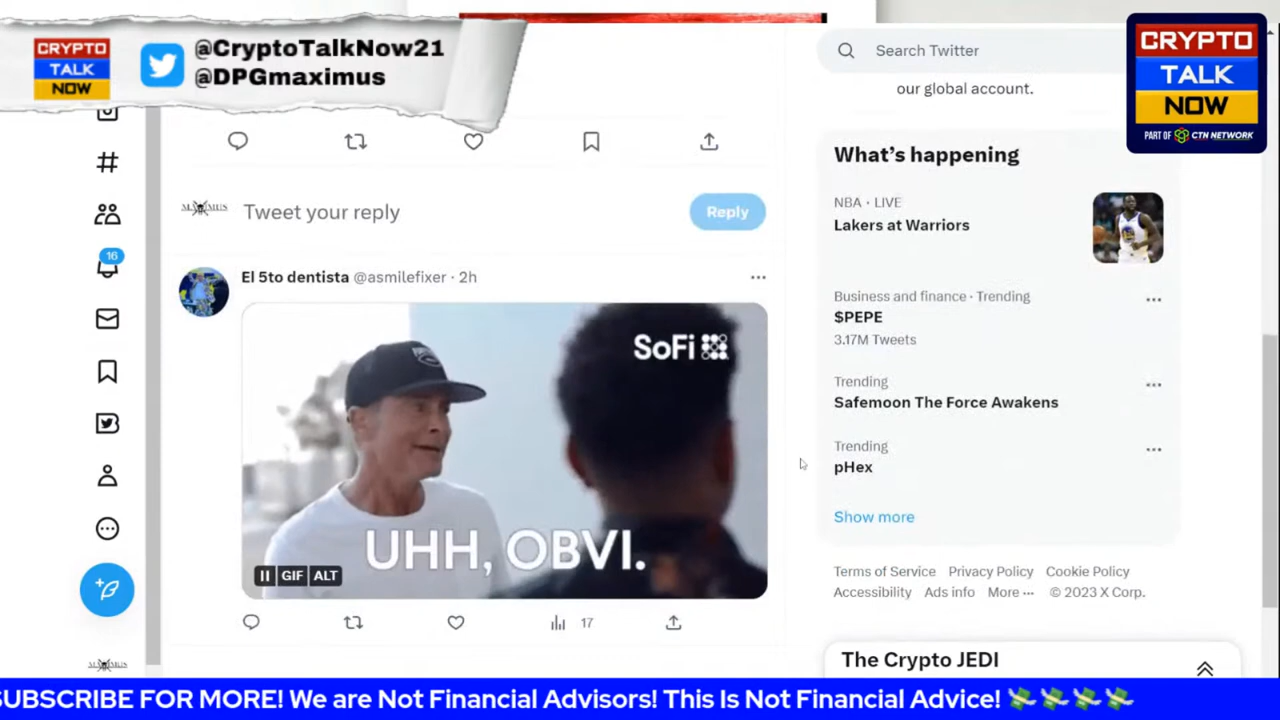 CRYPTO
TALK
NOW
@CryptoTalkNow21
@DPGmaximus
Search Twitter
CRYPTO
TALK
NOW
PART OF CTN NETWORK
our global account.
What's happening
NBA · LIVE
Lakers at Warriors
MAXIMUS
Tweet your reply
Reply
16
El 5to dentista @asmilefixer · 2h
SoFi
UHH, OBVI.
GIF ALT
17
Business and finance · Trending
$PEPE
3.17M Tweets
Trending
Safemoon The Force Awakens
Trending
pHex
Show more
Terms of Service Privacy Policy Cookie Policy
Accessibility Ads info More ··· © 2023 X Corp.
The Crypto JEDI
SUBSCRIBE FOR MORE! We are Not Financial Advisors! This Is Not Financial Advice!